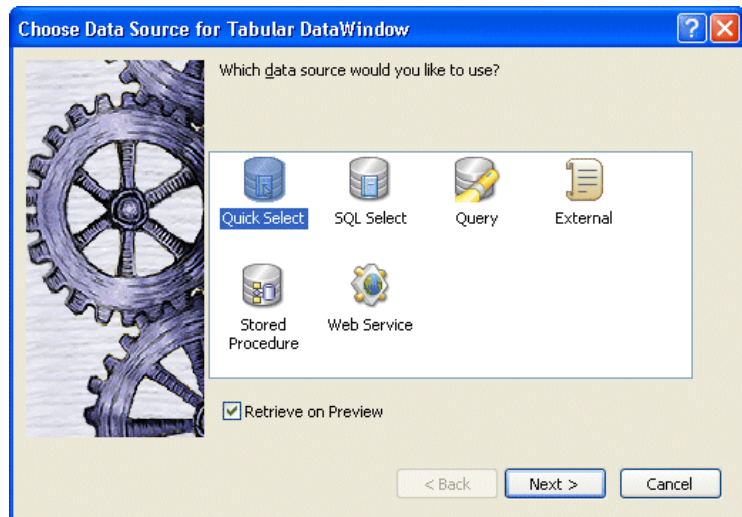 Choose Data Source for Tabular DataWindow
Which data source would you like to use?
Quick Select
SQL Select
Query
External
Stored
Procedure
Web Service
Retrieve on Preview
< Back
Next >
Cancel